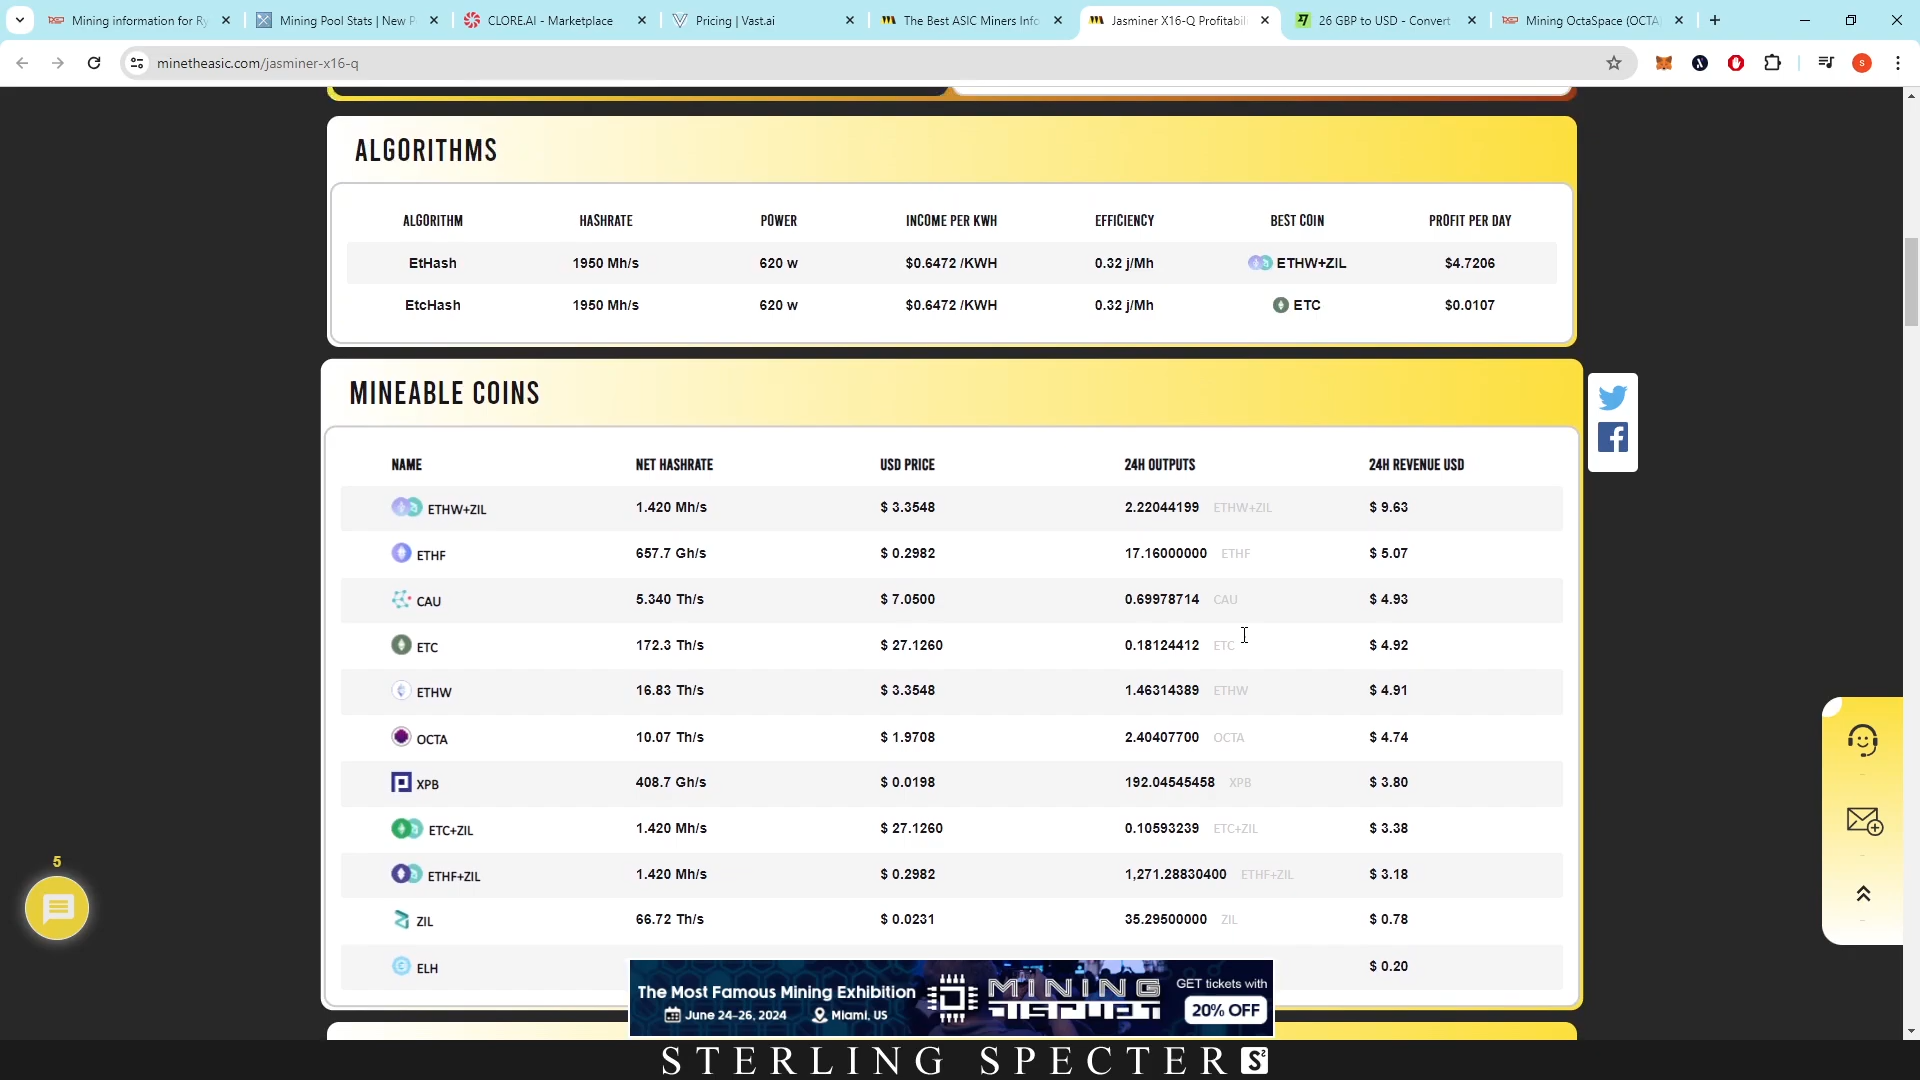 Mining information for Ry
Mining Pool Stats | New P
CLORE.AI - Marketplace
Pricing | Vast.ai
The Best ASIC Miners Info
Jasminer X16-Q Profitabili
26 GBP to USD - Convert
Mining OctaSpace (OCTA
minetheasic.com/jasminer-x16-q
S
ALGORITHMS
ALGORITHM HASHRATE POWER INCOME PER KWH EFFICIENCY BEST COIN PROFIT PER DAY
EtHash 1950 Mh/s 620 w $0.6472 /KWH 0.32 j/Mh ETHW+ZIL $4.7206
EtcHash 1950 Mh/s 620 w $0.6472 /KWH 0.32 j/Mh ETC $0.0107
MINEABLE COINS
NAME NET HASHRATE USD PRICE 24H OUTPUTS 24H REVENUE USD
ETHW+ZIL 1.420 Mh/s $ 3.3548 2.22044199 ETHW+ZIL $ 9.63
ETHF 657.7 Gh/s $ 0.2982 17.16000000 ETHF $ 5.07
CAU 5.340 Th/s $ 7.0500 0.69978714 CAU $ 4.93
ETC 172.3 Th/s $ 27.1260 0.18124412 ETC $ 4.92
ETHW 16.83 Th/s $ 3.3548 1.46314389 ETHW $ 4.91
OCTA 10.07 Th/s $ 1.9708 2.40407700 OCTA $ 4.74
XPB 408.7 Gh/s $ 0.0198 192.04545458 XPB $ 3.80
ETC+ZIL 1.420 Mh/s $ 27.1260 0.10593239 ETC+ZIL $ 3.38
ETHF+ZIL 1.420 Mh/s $ 0.2982 1,271.28830400 ETHF+ZIL $ 3.18
ZIL 66.72 Th/s $ 0.0231 35.29500000 ZIL $ 0.78
ELH $ 0.20
5
The Most Famous Mining Exhibition
June 24-26, 2024 Miami, US
MINING
DISRUPT
GET tickets with
20% OFF
STERLING SPECTER S²